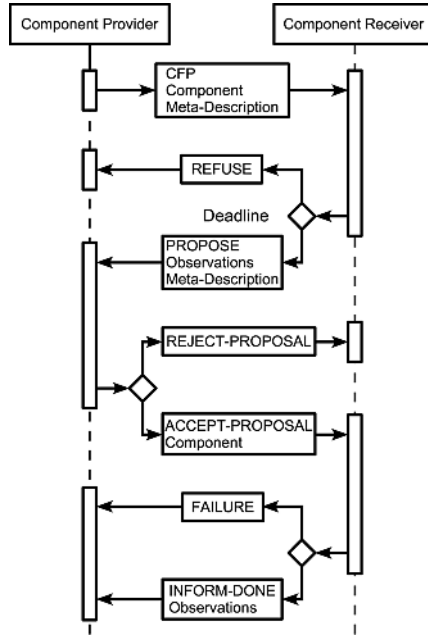 Component Provider
Component Receiver
CFP
Component
Meta-Description
REFUSE
Deadline
PROPOSE
Observations
Meta-Description
REJECT-PROPOSAL
ACCEPT-PROPOSAL
Component
FAILURE
INFORM-DONE
Observations